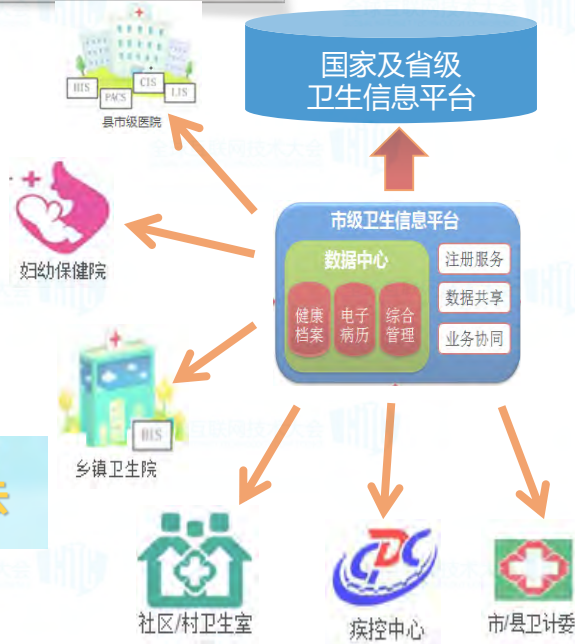 国家及省级
卫生信息平台
HIS
PACS
CIS
LIS
县市级医院
妇幼保健院
市级卫生信息平台
数据中心
健康
档案
电子
病历
综合
管理
注册服务
数据共享
业务协同
HIS
乡镇卫生院
社区/村卫生室
CDC
疾控中心
市/县卫计委